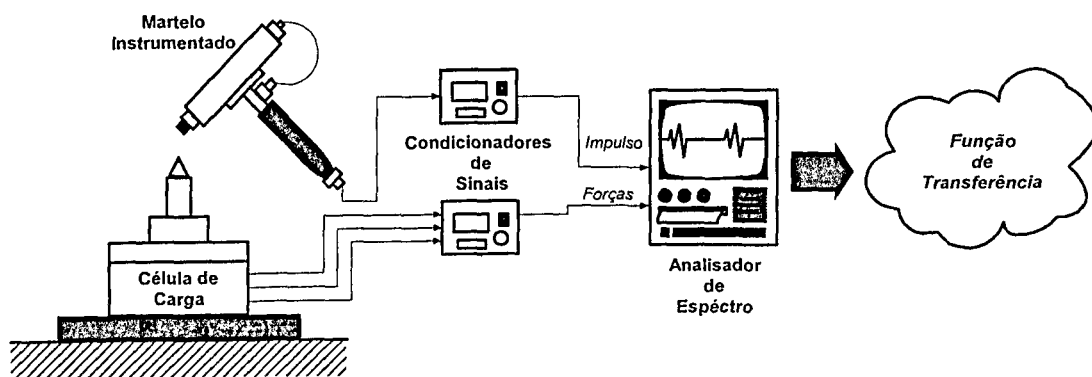 Martelo
Instrumentado
Condicionadores
de
Sinais
Impulso
Forças
Função
de
Transferência
Célula de
Carga
Analisador
de
Espéctro